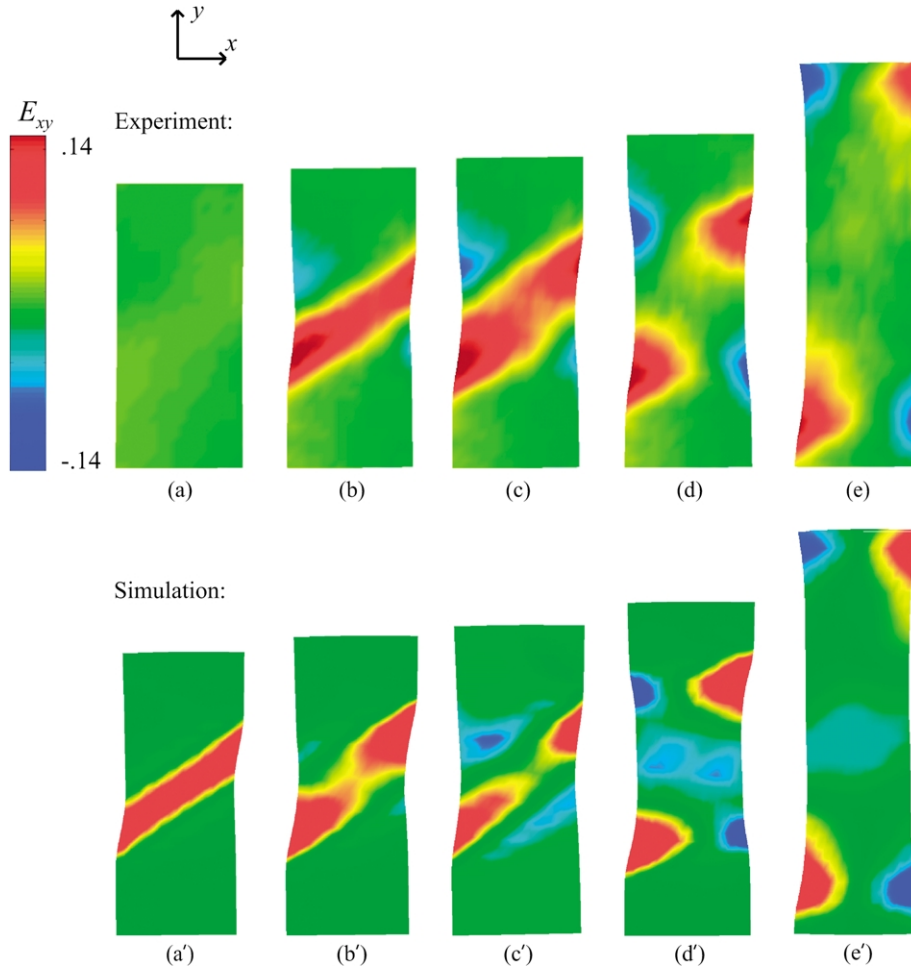 y
x
E_xy
Experiment:
.14
-.14
(a)
(b)
(c)
(d)
(e)
Simulation:
(a′)
(b′)
(c′)
(d′)
(e′)